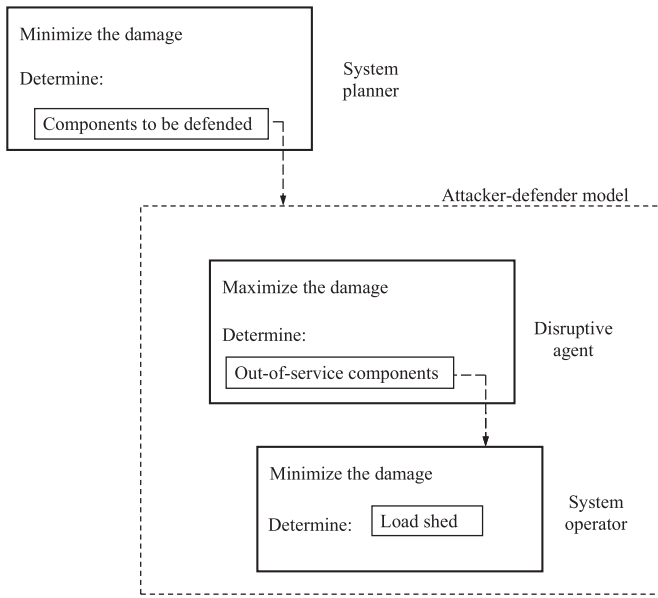 Minimize the damage
Determine:
Components to be defended
System
planner
Attacker-defender model
Maximize the damage
Determine:
Out-of-service components
Disruptive
agent
Minimize the damage
Determine: Load shed
System
operator